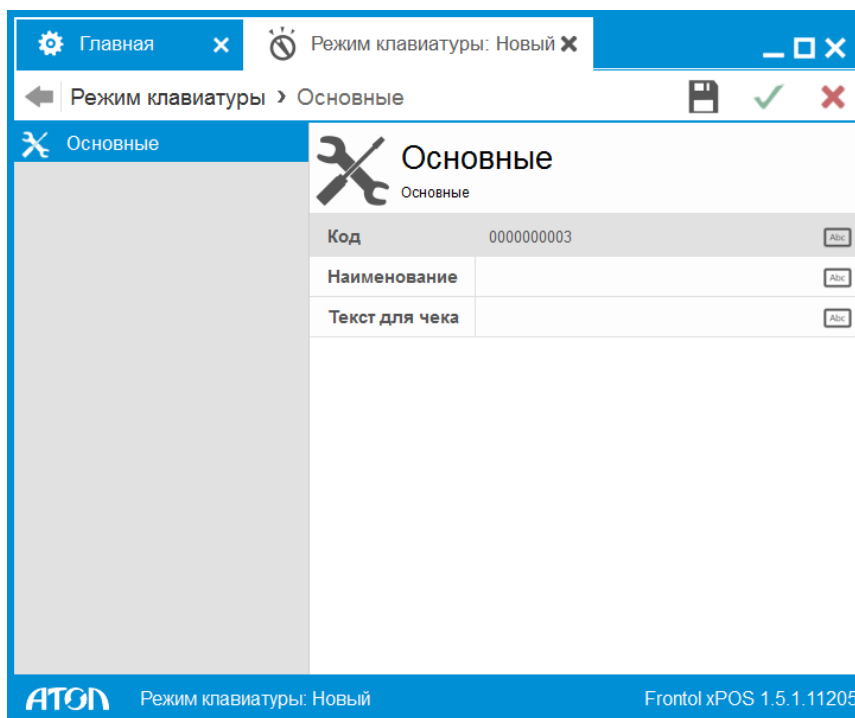 Главная
Режим клавиатуры: Новый
Режим клавиатуры › Основные
Основные
Основные
Основные
Код 0000000003 Abc
Наименование Abc
Текст для чека Abc
АТОЛ Режим клавиатуры: Новый Frontol xPOS 1.5.1.11205